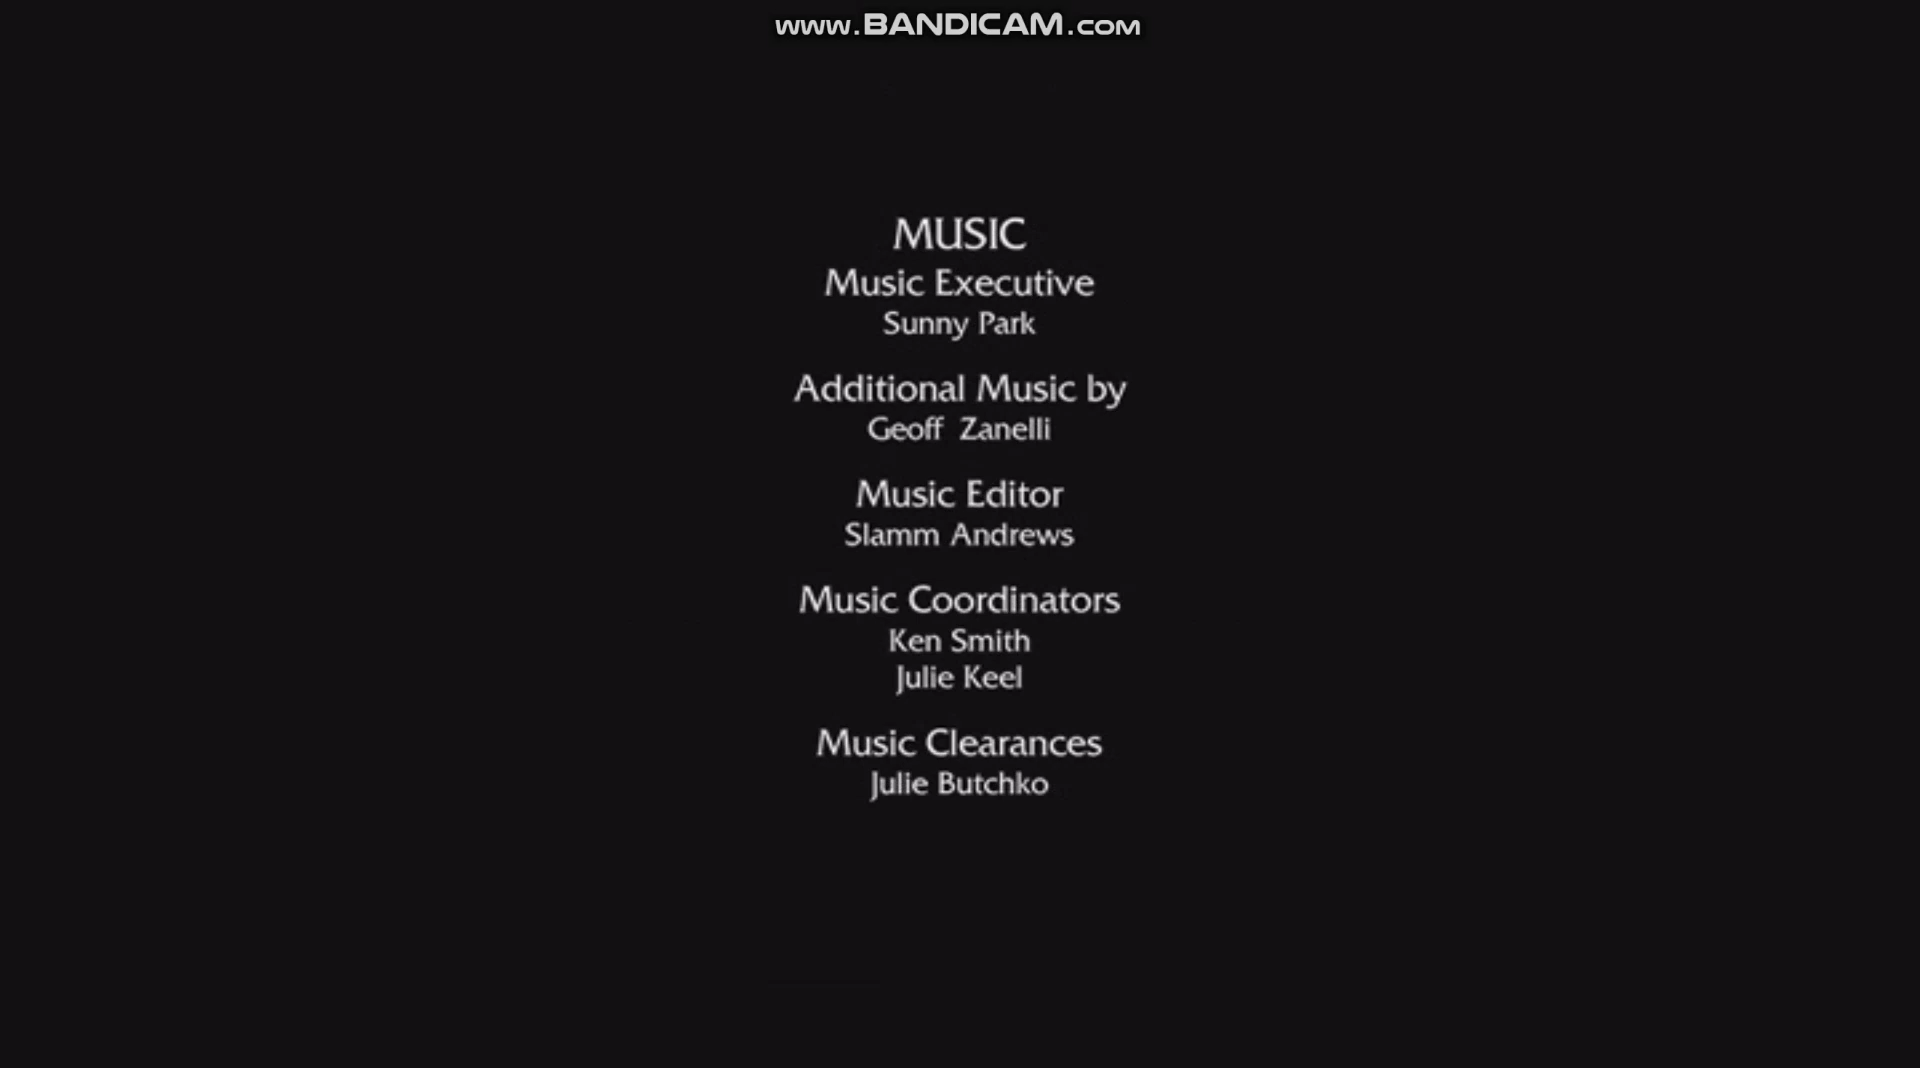 www.BANDICAM.com
MUSIC
Music Executive
Sunny Park
Additional Music by
Geoff Zanelli
Music Editor
Slamm Andrews
Music Coordinators
Ken Smith
Julie Keel
Music Clearances
Julie Butchko